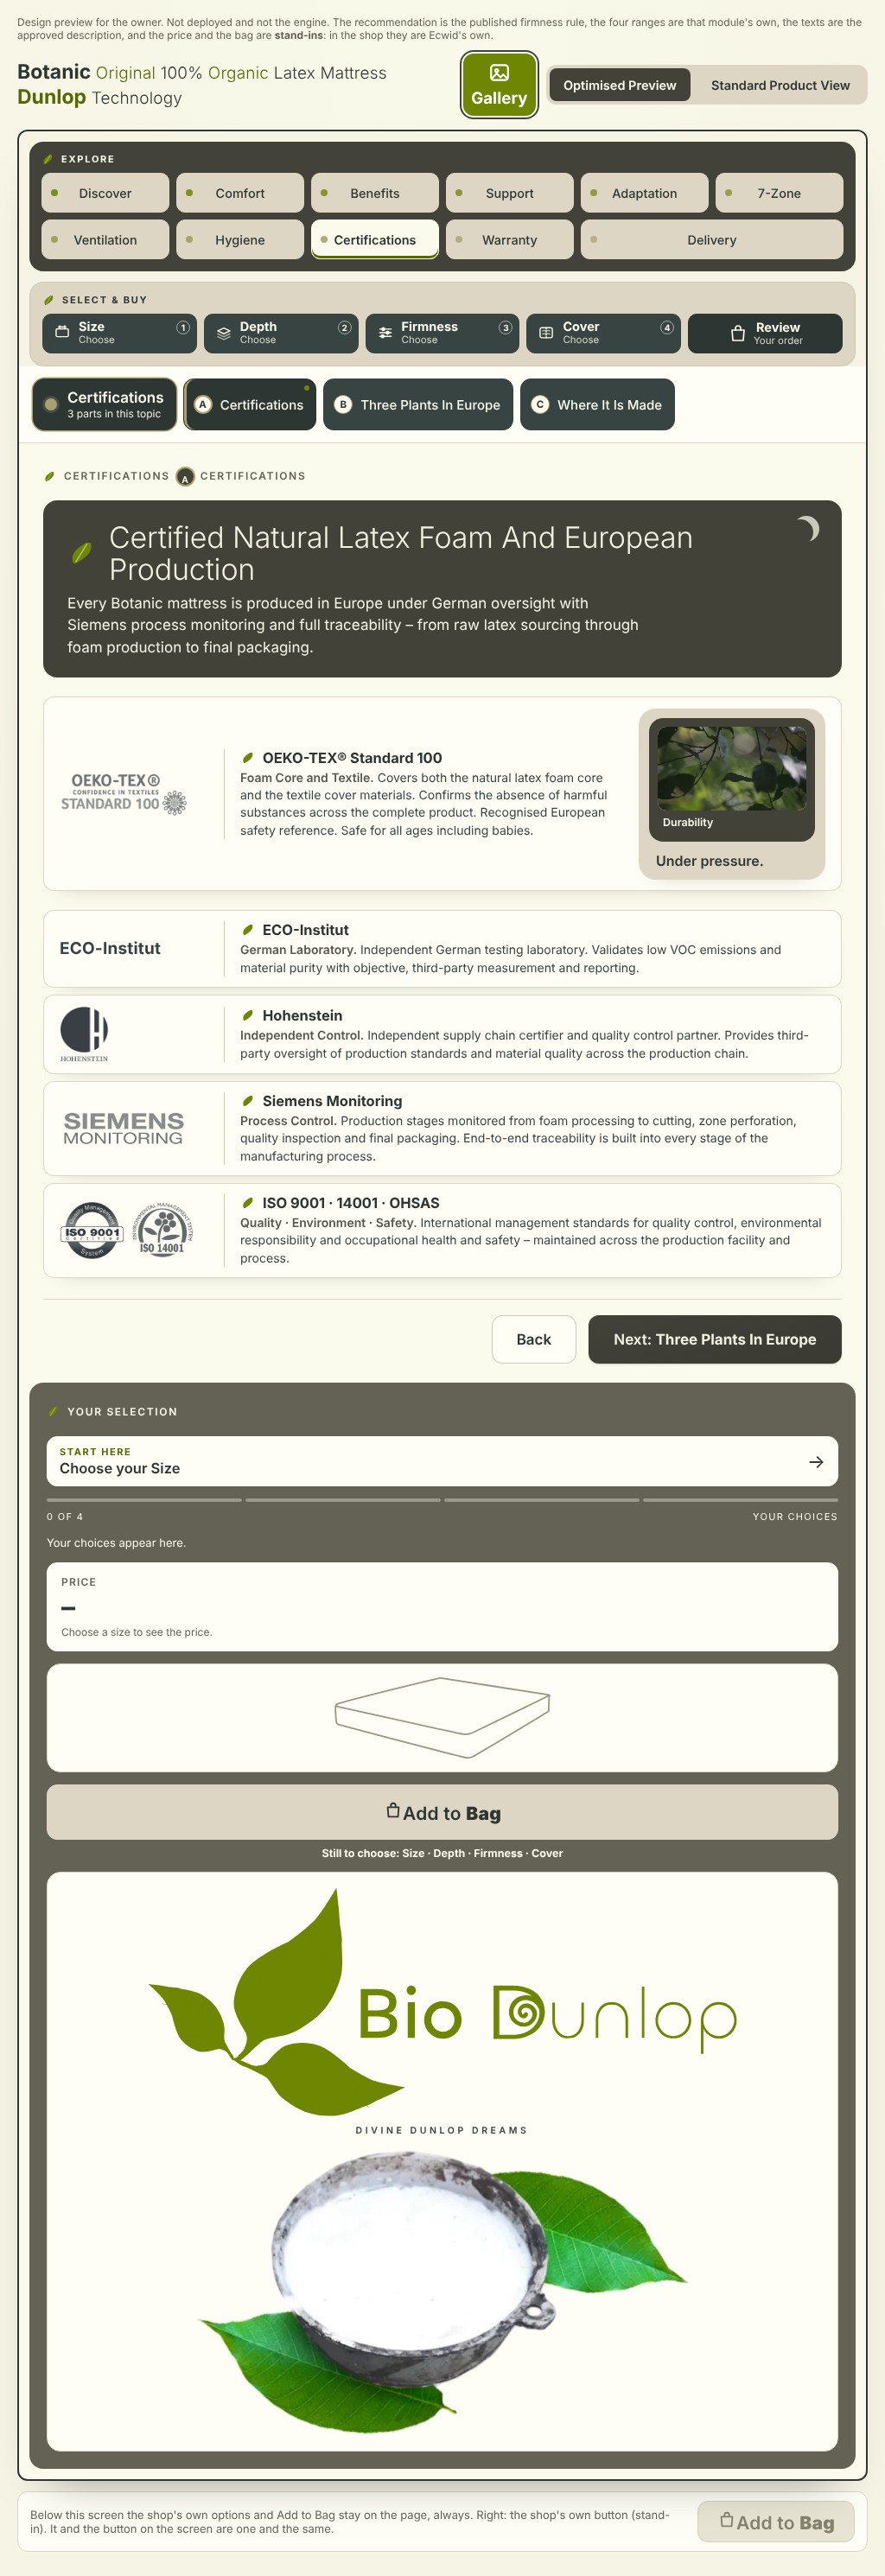 Design preview for the owner. Not deployed and not the engine. The recommendation is the published firmness rule, the four ranges are that module's own, the texts are the
approved description, and the price and the bag are stand-ins: in the shop they are Ecwid's own.
Botanic Original 100% Organic Latex Mattress
Dunlop Technology
Gallery
Optimised Preview
Standard Product View
EXPLORE
Discover
Comfort
Benefits
Support
Adaptation
7-Zone
Ventilation
Hygiene
Certifications
Warranty
Delivery
SELECT & BUY
Size
Choose
1
Depth
Choose
2
Firmness
Choose
3
Cover
Choose
4
Review
Your order
Certifications
3 parts in this topic
A Certifications
B Three Plants In Europe
C Where It Is Made
CERTIFICATIONS A CERTIFICATIONS
Certified Natural Latex Foam And European
Production
Every Botanic mattress is produced in Europe under German oversight with
Siemens process monitoring and full traceability – from raw latex sourcing through
foam production to final packaging.
OEKO-TEX®
CONFIDENCE IN TEXTILES
STANDARD 100
OEKO-TEX® Standard 100
Foam Core and Textile. Covers both the natural latex foam core
and the textile cover materials. Confirms the absence of harmful
substances across the complete product. Recognised European
safety reference. Safe for all ages including babies.
Durability
Under pressure.
ECO-Institut
ECO-Institut
German Laboratory. Independent German testing laboratory. Validates low VOC emissions and
material purity with objective, third-party measurement and reporting.
HOHENSTEIN
Hohenstein
Independent Control. Independent supply chain certifier and quality control partner. Provides third-
party oversight of production standards and material quality across the production chain.
SIEMENS
MONITORING
Siemens Monitoring
Process Control. Production stages monitored from foam processing to cutting, zone perforation,
quality inspection and final packaging. End-to-end traceability is built into every stage of the
manufacturing process.
Quality Management
ISO 9001
Certified
System
ENVIRONMENTAL MANAGEMENT SYSTEM
ISO 14001
ISO 9001 · 14001 · OHSAS
Quality · Environment · Safety. International management standards for quality control, environmental
responsibility and occupational health and safety – maintained across the production facility and
process.
Back
Next: Three Plants In Europe
YOUR SELECTION
START HERE
Choose your Size
0 OF 4
YOUR CHOICES
Your choices appear here.
PRICE
–
Choose a size to see the price.
Add to Bag
Still to choose: Size · Depth · Firmness · Cover
Bio Dunlop
DIVINE DUNLOP DREAMS
Below this screen the shop's own options and Add to Bag stay on the page, always. Right: the shop's own button (stand-
in). It and the button on the screen are one and the same.
Add to Bag